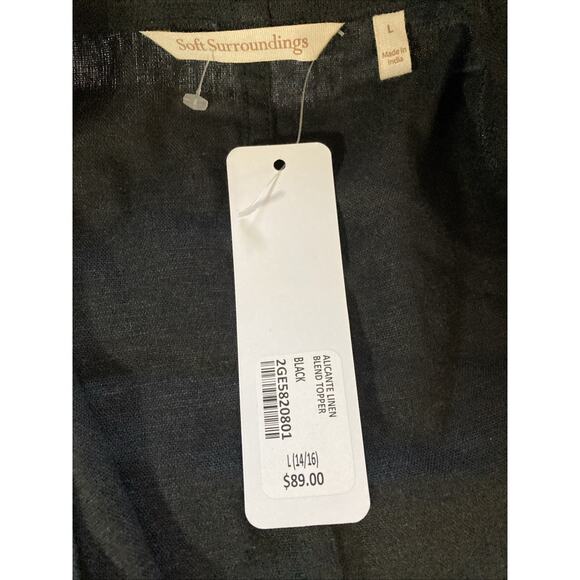 Soft Surroundings
L
Made in
India
ALICANTE LINEN
BLEND TOPPER
BLACK
2GE5820801
L (14/16)
$89.00